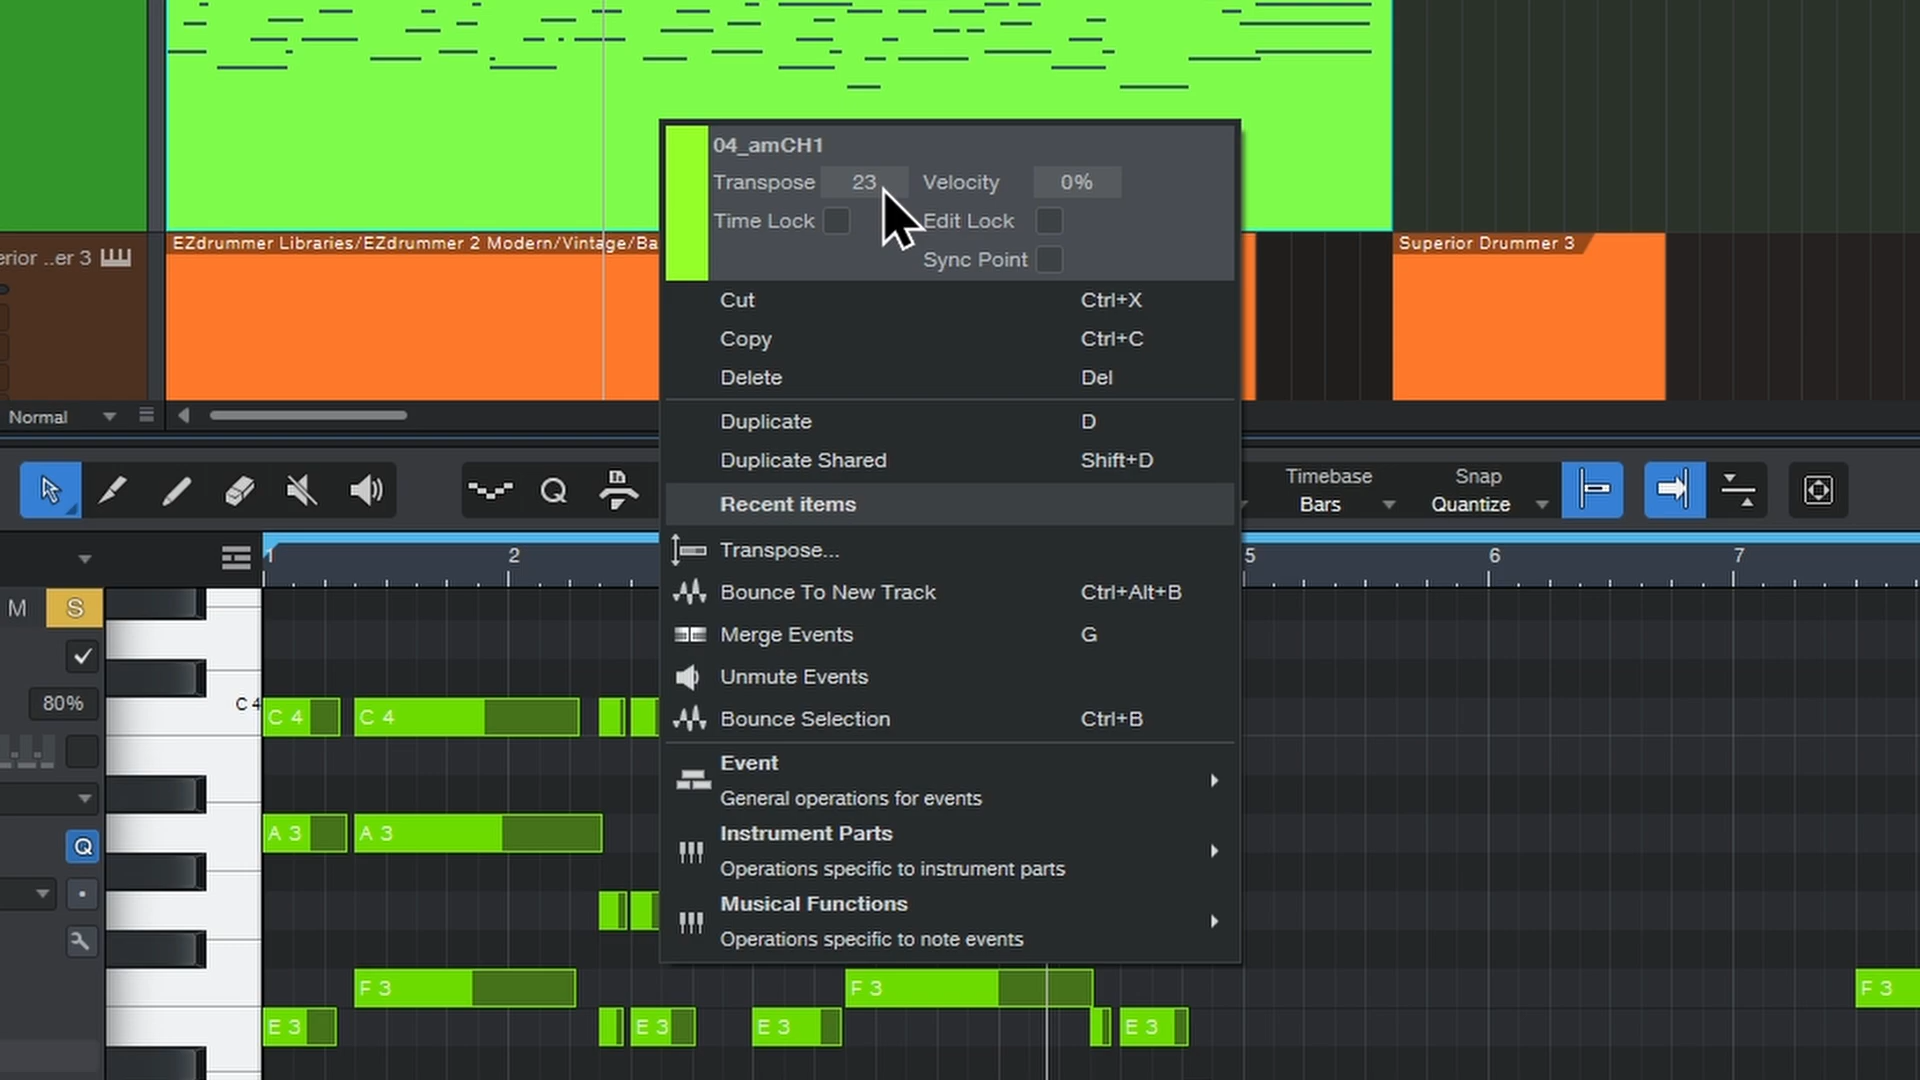 04_amCH1
Transpose 23 Velocity 0%
Time Lock Edit Lock
Sync Point
EZdrummer Libraries/EZdrummer 2 Modern/Vintage/Ba
Superior Drummer 3
erior ..er 3
Cut Ctrl+X
Copy Ctrl+C
Delete Del
Normal
Duplicate D
Duplicate Shared Shift+D
Timebase Snap
Bars Quantize
Q
Recent items
Transpose...
1 2 5 6 7
Bounce To New Track Ctrl+Alt+B
M S
Merge Events G
Unmute Events
80%
C 4
C 4 C 4
Bounce Selection Ctrl+B
Event
General operations for events
Instrument Parts
A 3 A 3
Q
Operations specific to instrument parts
Musical Functions
Operations specific to note events
F 3 F 3 F 3
E 3 E 3 E 3 E 3